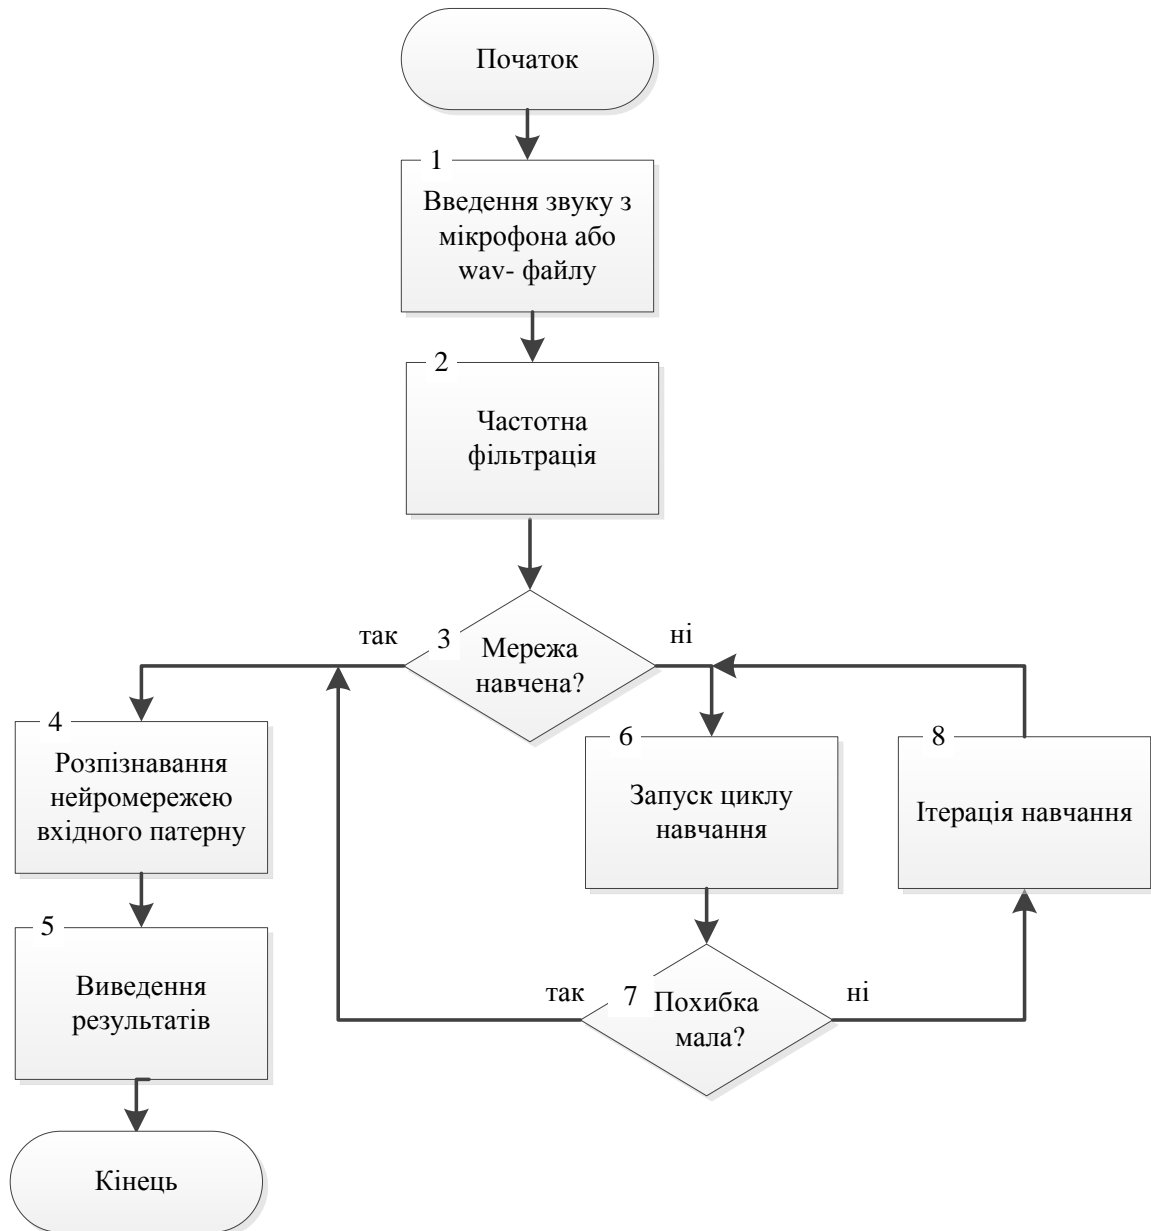 Початок
1
Введення звуку з
мікрофона або
wav- файлу
2
Частотна
фільтрація
так
3
Мережа
навчена?
ні
4
Розпізнавання
нейромережею
вхідного патерну
6
Запуск циклу
навчання
8
Ітерація навчання
5
Виведення
результатів
так
7
Похибка
мала?
ні
Кінець